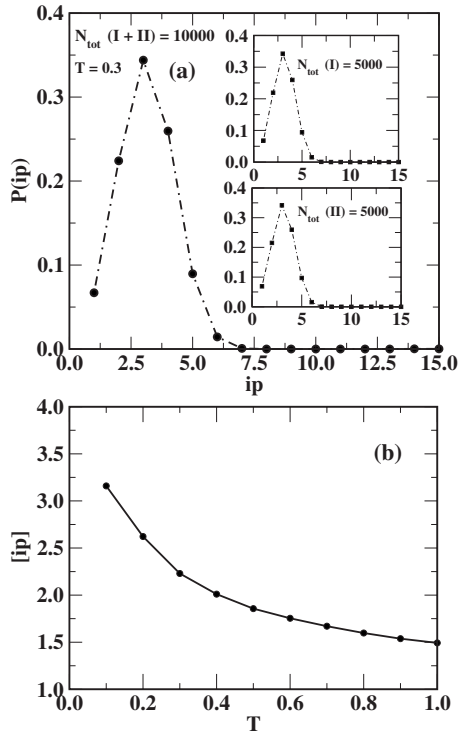 N_tot (I + II) = 10000
T = 0.3
(a)
P(ip)
0.4
0.3
0.2
0.1
0.0
0.0 2.5 5.0 7.5 10.0 12.5 15.0
ip
N_tot (I) = 5000
0.4
0.3
0.2
0.1
0.0
0 5 10 15
N_tot (II) = 5000
0.4
0.3
0.2
0.1
0.0
0 5 10 15
(b)
[ip]
4.0
3.5
3.0
2.5
2.0
1.5
1.0
0.0 0.2 0.4 0.6 0.8 1.0
T